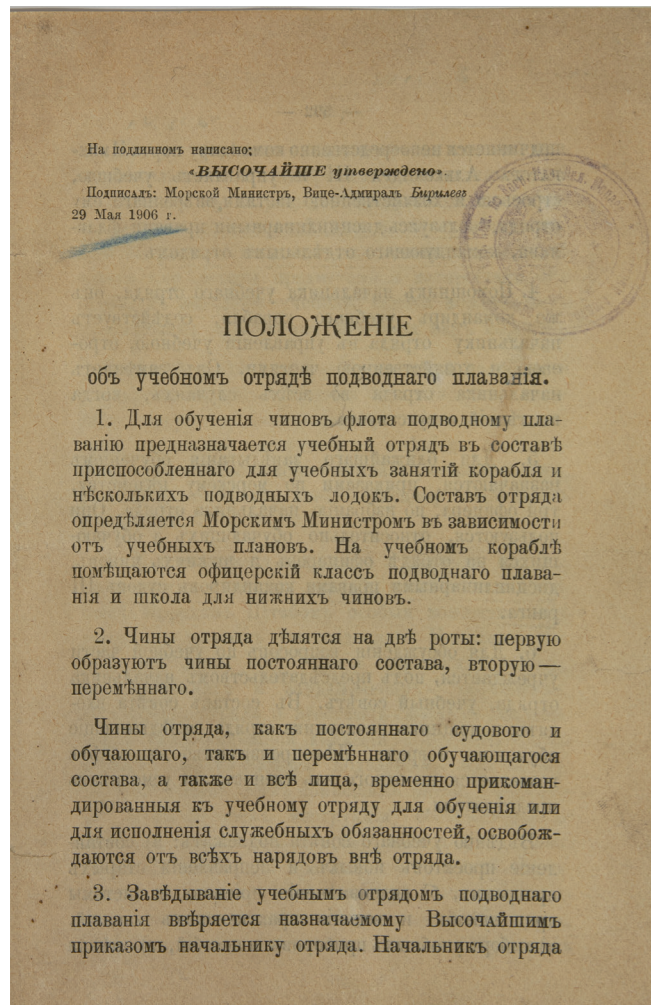 На подлинномъ написано:
«ВЫСОЧАЙШЕ утверждено».
Подписалъ: Морской Министръ, Вице-Адмиралъ Бирилевъ
29 Мая 1906 г.
ПОЛОЖЕНІЕ
объ учебномъ отрядѣ подводнаго плаванія.
1. Для обученія чиновъ флота подводному пла-
ванію предназначается учебный отрядъ въ составѣ
приспособленнаго для учебныхъ занятій корабля и
нѣсколькихъ подводныхъ лодокъ. Составъ отряда
опредѣляется Морскимъ Министромъ въ зависимости
отъ учебныхъ плановъ. На учебномъ кораблѣ
помѣщаются офицерскій классъ подводнаго плава-
нія и школа для нижнихъ чиновъ.
2. Чины отряда дѣлятся на двѣ роты: первую
образуютъ чины постояннаго состава, вторую —
перемѣннаго.
Чины отряда, какъ постояннаго судового и
обучающаго, такъ и перемѣннаго обучающагося
состава, а также и всѣ лица, временно прикоман-
дированныя къ учебному отряду для обученія или
для исполненія служебныхъ обязанностей, освобож-
даются отъ всѣхъ нарядовъ внѣ отряда.
3. Завѣдываніе учебнымъ отрядомъ подводнаго
плаванія ввѣряется назначаемому Высочайшимъ
приказомъ начальнику отряда. Начальникъ отряда